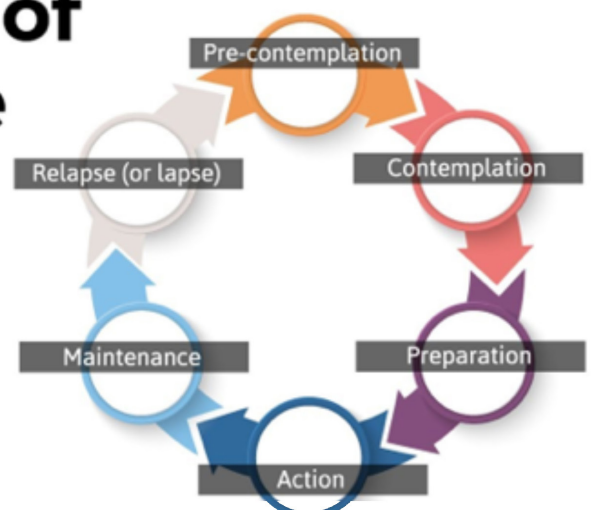 of
e
Pre-contemplation
Contemplation
Preparation
Action
Maintenance
Relapse (or lapse)